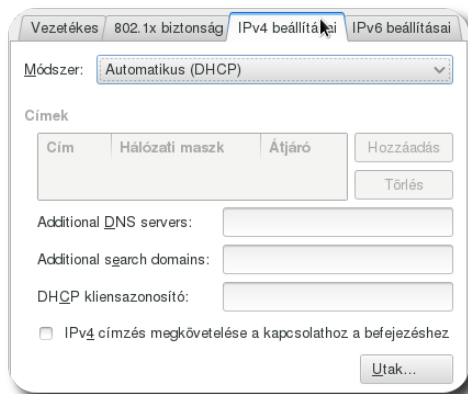 Vezetékes 802.1x biztonság IPv4 beállításai IPv6 beállításai
Módszer: Automatikus (DHCP)
Címek
Cím Hálózati maszk Átjáró
Hozzáadás
Törlés
Additional DNS servers:
Additional search domains:
DHCP kliensazonosító:
IPv4 címzés megkövetelése a kapcsolathoz a befejezéshez
Utak...